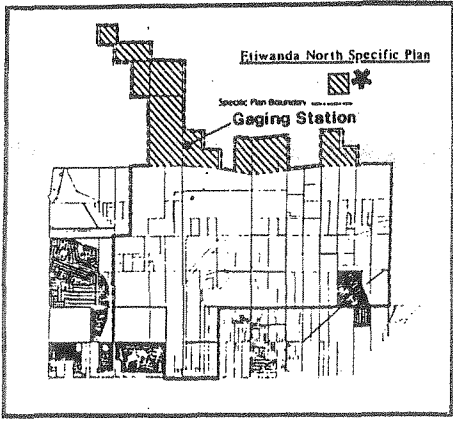 Etiwanda North Specific Plan
Specific Plan Boundary
Gaging Station